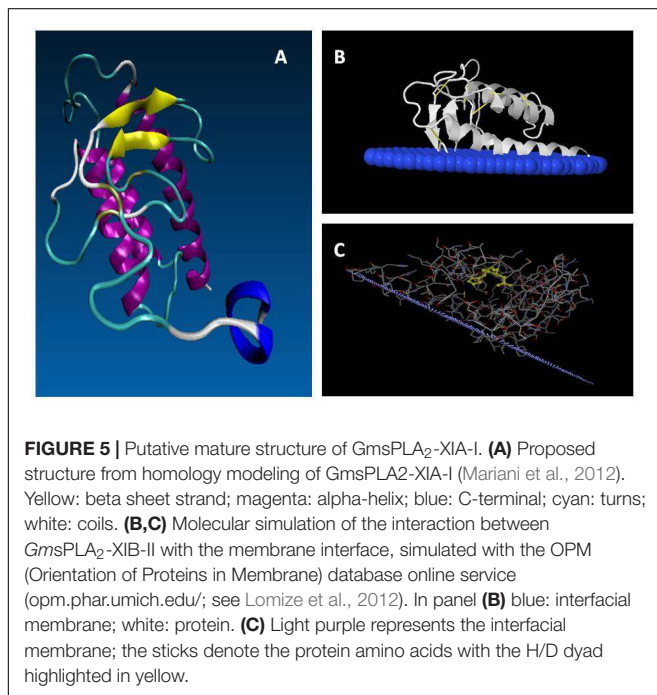 A
B
C
FIGURE 5 | Putative mature structure of GmsPLA₂-XIA-I. (A) Proposed
structure from homology modeling of GmsPLA2-XIA-I (Mariani et al., 2012).
Yellow: beta sheet strand; magenta: alpha-helix; blue: C-terminal; cyan: turns;
white: coils. (B,C) Molecular simulation of the interaction between
GmsPLA₂-XIB-II with the membrane interface, simulated with the OPM
(Orientation of Proteins in Membrane) database online service
(opm.phar.umich.edu/; see Lomize et al., 2012). In panel (B) blue: interfacial
membrane; white: protein. (C) Light purple represents the interfacial
membrane; the sticks denote the protein amino acids with the H/D dyad
highlighted in yellow.